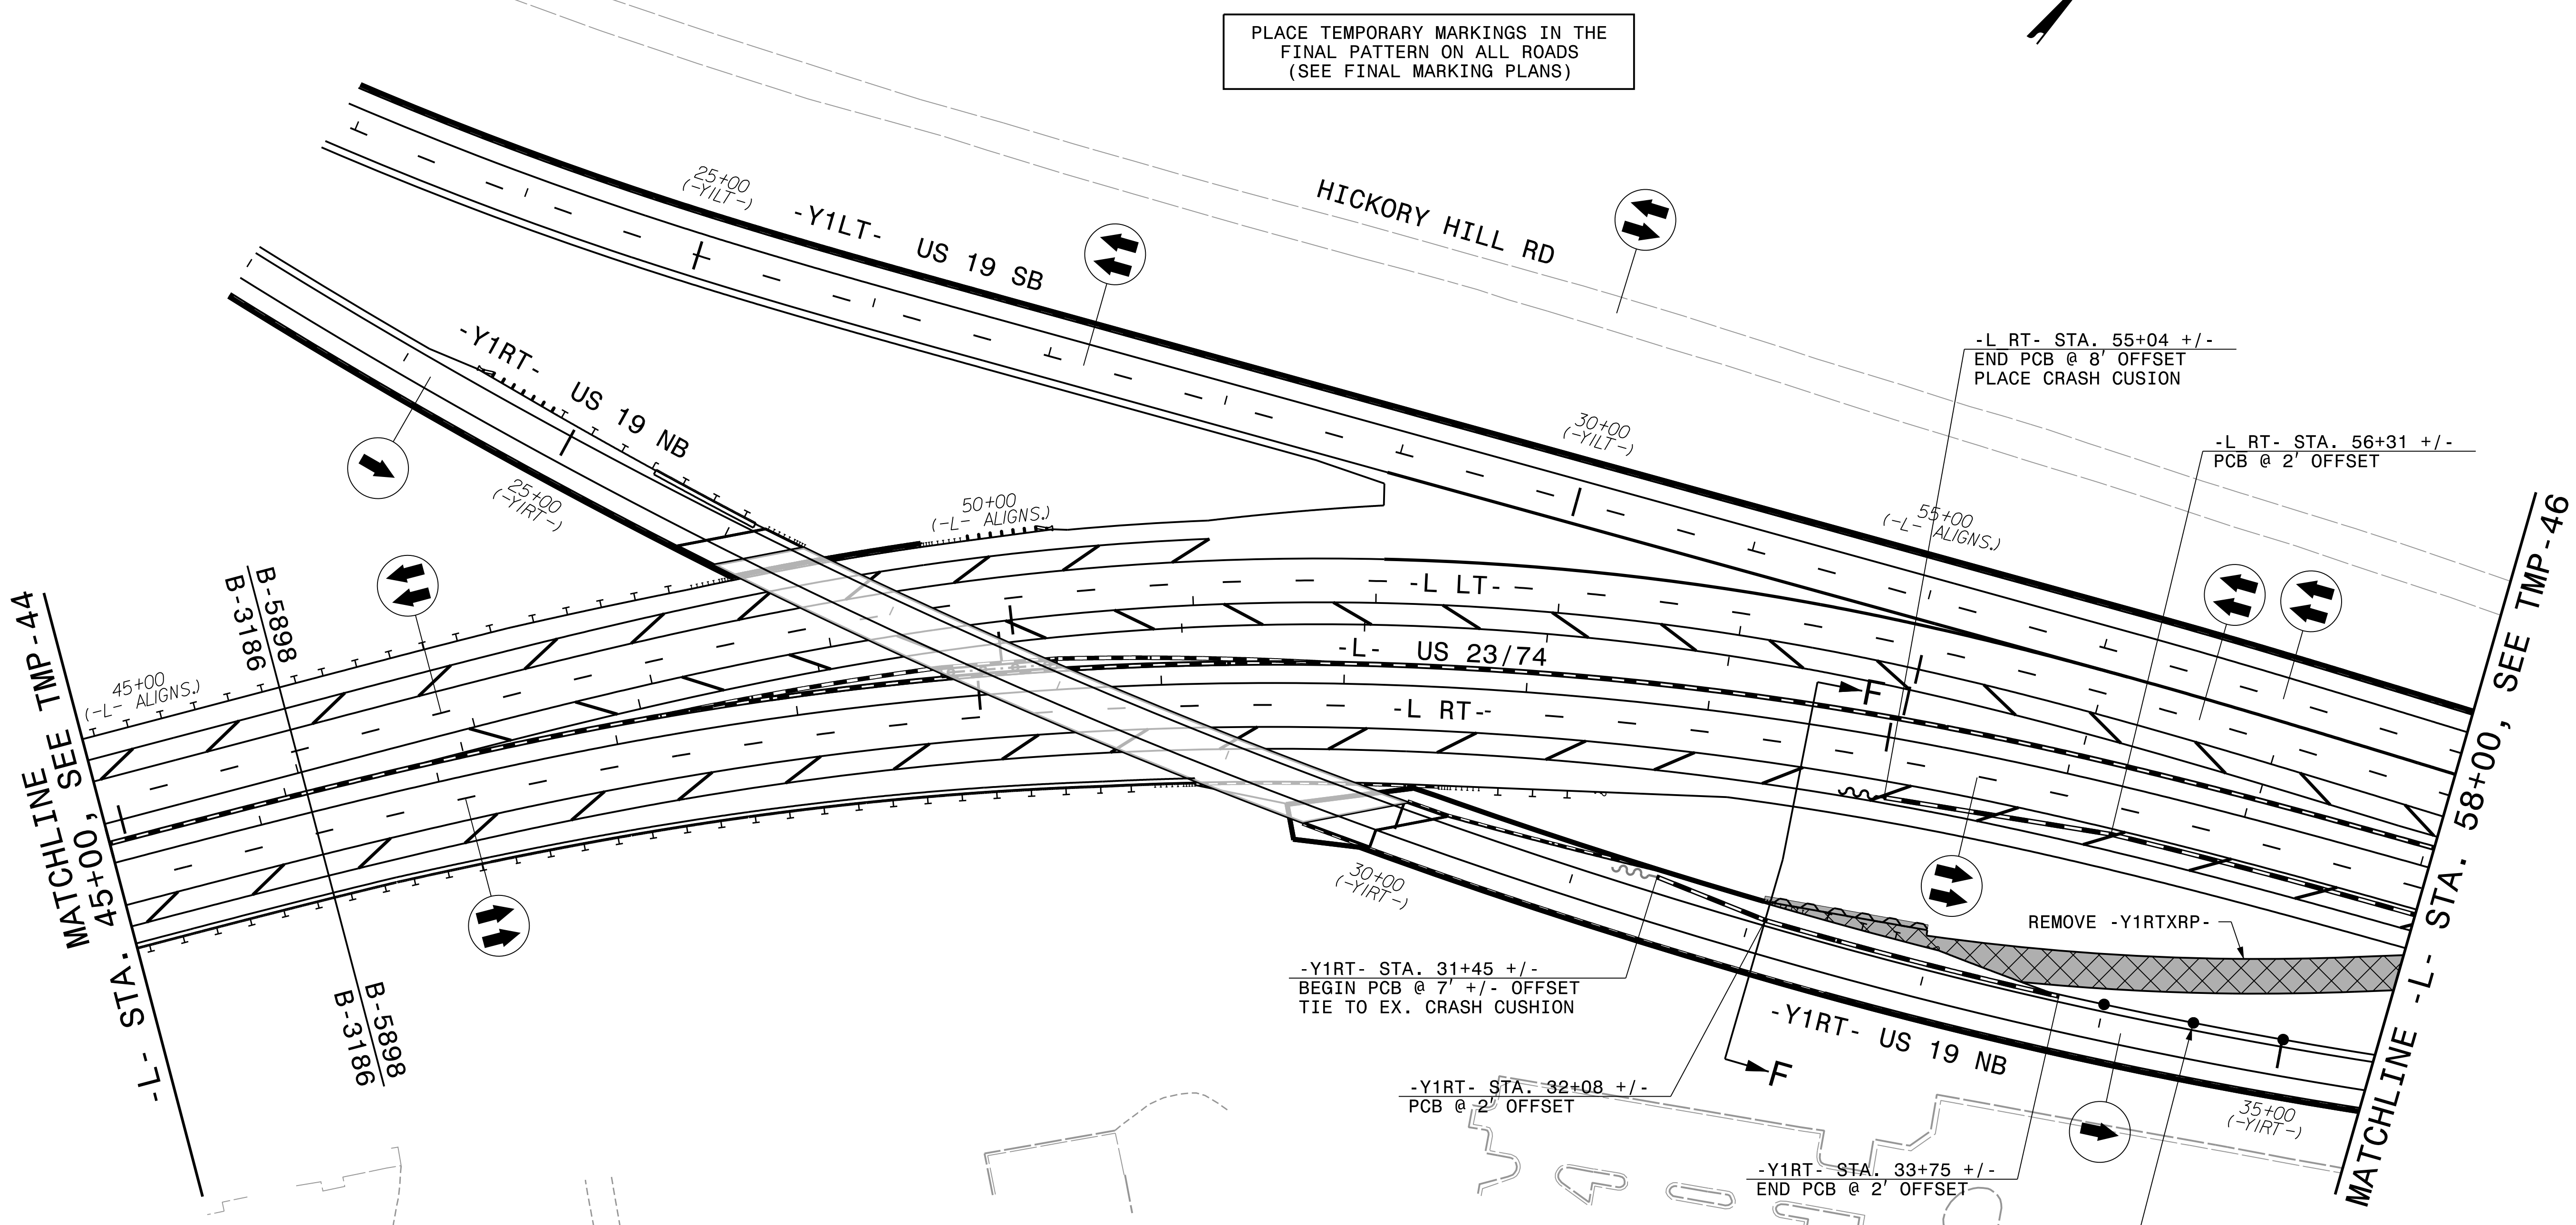 PLACE TEMPORARY MARKINGS IN THE
FINAL PATTERN ON ALL ROADS
(SEE FINAL MARKING PLANS)
HICKORY HILL RD
25+00
(-Y1LT-)
-Y1LT- US 19 SB
-Y1RT- US 19 NB
25+00
(-Y1RT-)
50+00
(-L- ALIGNS.)
30+00
(-Y1LT-)
-L_RT- STA. 55+04 +/-
END PCB @ 8' OFFSET
PLACE CRASH CUSION
-L_RT- STA. 56+31 +/-
PCB @ 2' OFFSET
55+00
(-L- ALIGNS.)
MATCHLINE
-L- STA. 45+00, SEE TMP-44
B-5898
B-3186
45+00
(-L- ALIGNS.)
-L LT-
-L- US 23/74
-L RT-
F
B-5898
B-3186
30+00
(-Y1RT-)
REMOVE -Y1RTXRP-
-Y1RT- STA. 31+45 +/-
BEGIN PCB @ 7' +/- OFFSET
TIE TO EX. CRASH CUSHION
-Y1RT- US 19 NB
F
-Y1RT- STA. 32+08 +/-
PCB @ 2' OFFSET
35+00
(-Y1RT-)
-Y1RT- STA. 33+75 +/-
END PCB @ 2' OFFSET
MATCHLINE -L- STA. 58+00, SEE TMP-46